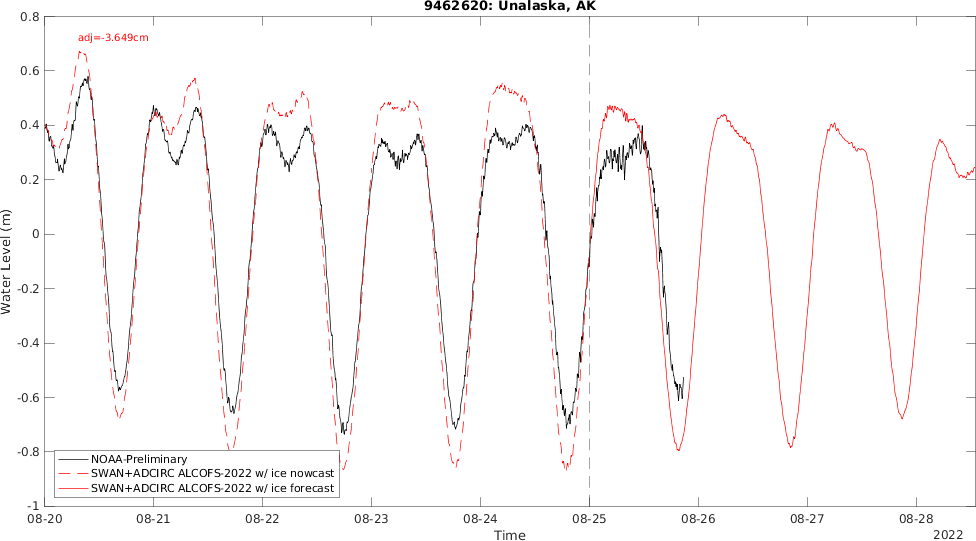 9462620: Unalaska, AK
adj=-3.649cm
0.8
0.6
0.4
0.2
0
-0.2
-0.4
-0.6
-0.8
-1
Water Level (m)
NOAA-Preliminary
SWAN+ADCIRC ALCOFS-2022 w/ ice nowcast
SWAN+ADCIRC ALCOFS-2022 w/ ice forecast
08-20 08-21 08-22 08-23 08-24 08-25 08-26 08-27 08-28
Time
2022